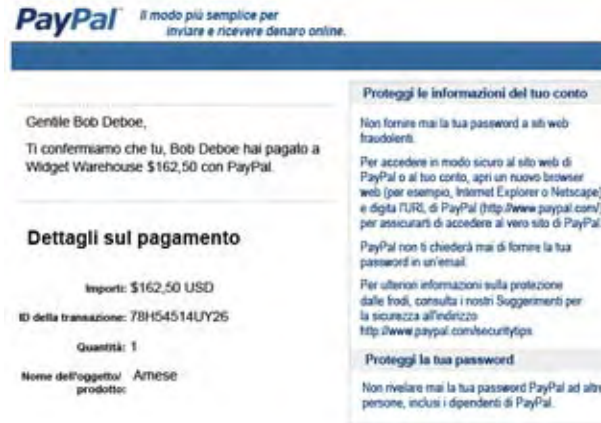 PayPal
Il modo più semplice per
inviare e ricevere denaro online.
Gentile Bob Deboe,
Ti confermiamo che tu, Bob Deboe hai pagato a
Widget Warehouse $162,50 con PayPal.
Dettagli sul pagamento
Importi: $162,50 USD
ID della transazione: 78H54514UY26
Quantità: 1
Nome dell'oggetto/ Amese
prodotto:
Proteggi le informazioni del tuo conto
Non fornire mai la tua password a siti web
fraudolenti.
Per accedere in modo sicuro al sito web di
PayPal o al tuo conto, apri un nuovo browser
web (per esempio, Internet Explorer o Netscape)
e digita l'URL di PayPal (http://www.paypal.com/)
per assicurarti di accedere al vero sito di PayPal.
PayPal non ti chiederà mai di fornire la tua
password in un'email.
Per ulteriori informazioni sulla protezione
dalle frodi, consulta i nostri Suggerimenti per
la sicurezza all'indirizzo
http://www.paypal.com/securitytips
Proteggi la tua password
Non rivelare mai la tua password PayPal ad altre
persone, inclusi i dipendenti di PayPal.